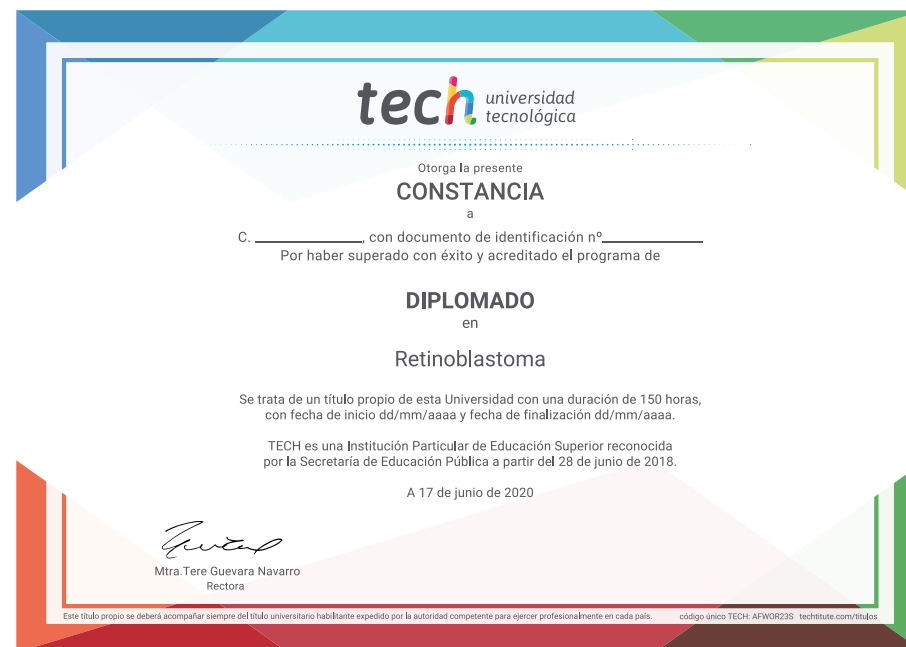 tech universidad
tecnológica
Otorga la presente
CONSTANCIA
a
C. ____________, con documento de identificación nº____________
Por haber superado con éxito y acreditado el programa de
DIPLOMADO
en
Retinoblastoma
Se trata de un título propio de esta Universidad con una duración de 150 horas,
con fecha de inicio dd/mm/aaaa y fecha de finalización dd/mm/aaaa.
TECH es una Institución Particular de Educación Superior reconocida
por la Secretaría de Educación Pública a partir del 28 de junio de 2018.
A 17 de junio de 2020
Mtra.Tere Guevara Navarro
Rectora
Este título propio se deberá acompañar siempre del título universitario habilitante expedido por la autoridad competente para ejercer profesionalmente en cada país. código único TECH: AFWOR23S techtitute.com/titulos